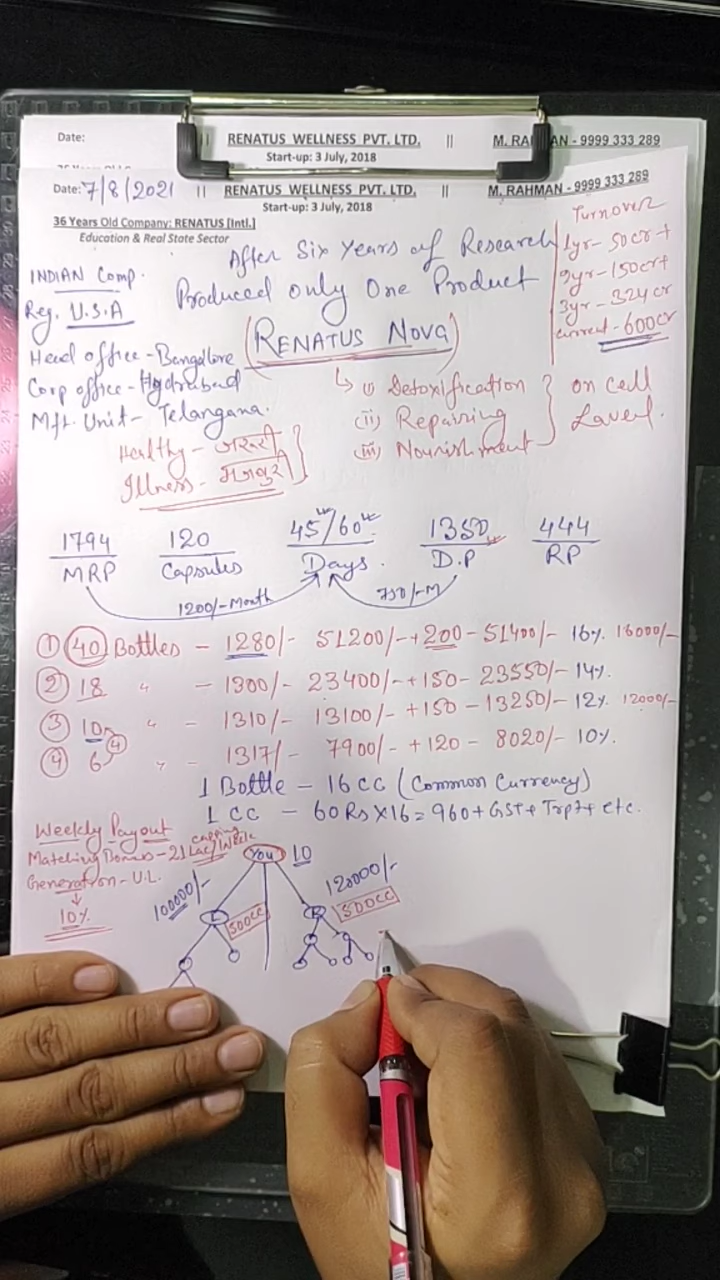 Date: || RENATUS WELLNESS PVT. LTD. || M. RAHMAN - 9999 333 289
Start-up: 3 July, 2018
Date: 7/8/2021 || RENATUS WELLNESS PVT. LTD. || M. RAHMAN - 9999 333 289
Start-up: 3 July, 2018
36 Years Old Company: RENATUS [Intl.]
Education & Real State Sector
Turnover
1yr - 50cr+
2yr - 150cr+
3yr - 324cr
current - 600cr
After Six Years of Research
Produced only One Product
(RENATUS NOVA)
INDIAN Comp.
Reg. U.S.A
Head office - Bangalore
Corp office - Hydrabad
Mft. Unit - Telangana.
(i) Detoxification
(ii) Repairing
(iii) Nourishment
on cell
Lavel.
Healthy - जरूरी
Illness - मजबूरी
1794 120 45/60 1350 444
MRP Capsules Days. D.P RP
1200/- Month 750/- M
① 40 Bottles - 1280/- 51200/- + 200 - 51400/- 16%. 16000/-
② 18 " - 1300/- 23400/- + 150 - 23550/- 14%.
③ 10 " - 1310/- 13100/- + 150 - 13250/- 12%. 12000/-
④ 6 ④ " - 1317/- 7900/- + 120 - 8020/- 10%.
1 Bottle - 16 CC (Common Currency)
1 CC - 60 Rs X 16 = 960 + GST + Trpt + etc.
Weekly Payout
Matching Bonus - 21 Lac/Week
capping
Generation - U.L.
10%
You 10
100000/- 120000/-
L 500CC R 500CC